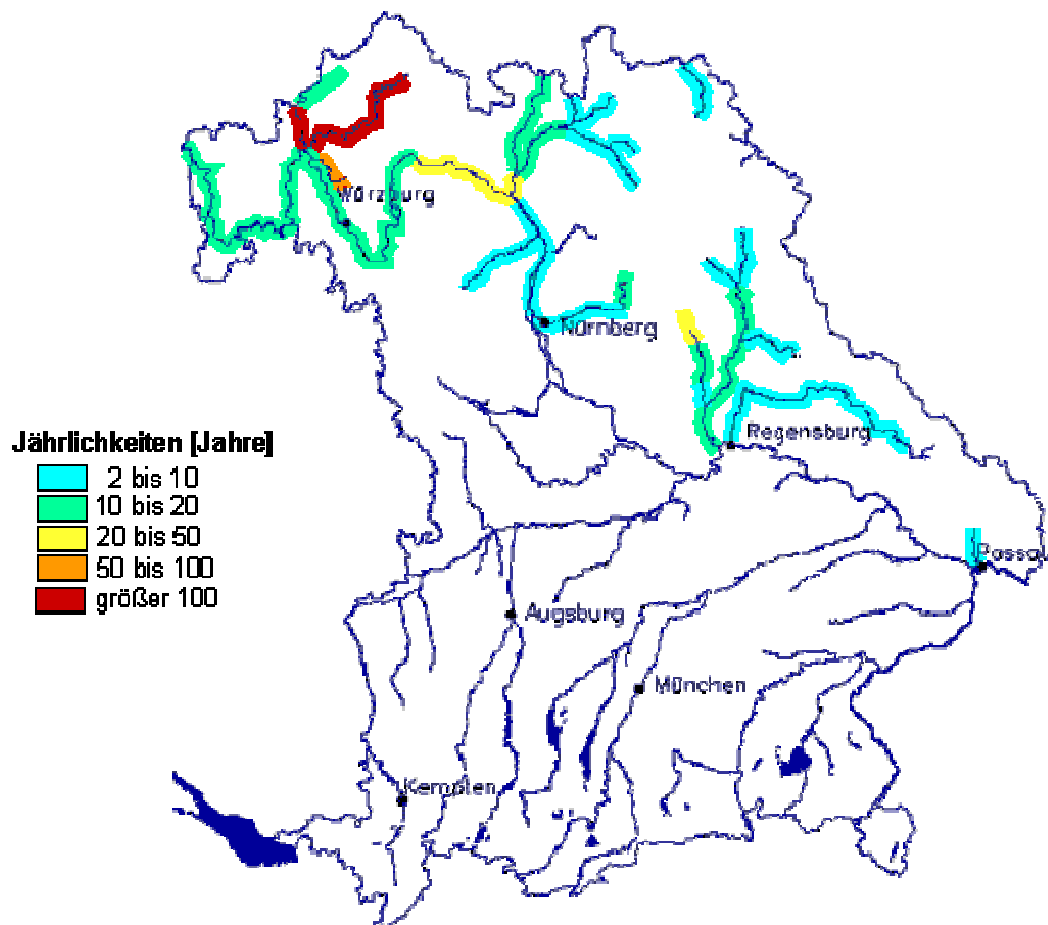 Würzburg
Nürnberg
Regensburg
Jährlichkeiten [Jahre]
2 bis 10
10 bis 20
20 bis 50
50 bis 100
größer 100
Passau
Augsburg
München
Kempten